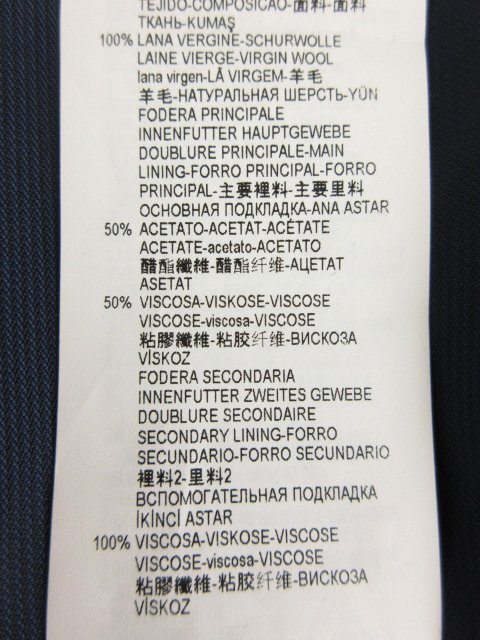 TEJIDO-COMPOSICAO-面料-面料
ТКАНЬ-KUMAŞ
100% LANA VERGINE-SCHURWOLLE
LAINE VIERGE-VIRGIN WOOL
lana virgen-LÃ VIRGEM-羊毛
羊毛-НАТУРАЛЬНАЯ ШЕРСТЬ-YÜN
FODERA PRINCIPALE
INNENFUTTER HAUPTGEWEBE
DOUBLURE PRINCIPALE-MAIN
LINING-FORRO PRINCIPAL-FORRO
PRINCIPAL-主要裡料-主要里料
ОСНОВНАЯ ПОДКЛАДКА-ANA ASTAR
50% ACETATO-ACETAT-ACÉTATE
ACETATE-acetato-ACETATO
醋酯纖維-醋酯纤维-АЦЕТАТ
ASETAT
50% VISCOSA-VISKOSE-VISCOSE
VISCOSE-viscosa-VISCOSE
粘膠纖維-粘胶纤维-ВИСКОЗА
VİSKOZ
FODERA SECONDARIA
INNENFUTTER ZWEITES GEWEBE
DOUBLURE SECONDAIRE
SECONDARY LINING-FORRO
SECUNDARIO-FORRO SECUNDARIO
裡料2-里料2
ВСПОМОГАТЕЛЬНАЯ ПОДКЛАДКА
İKİNCİ ASTAR
100% VISCOSA-VISKOSE-VISCOSE
VISCOSE-viscosa-VISCOSE
粘膠纖維-粘胶纤维-ВИСКОЗА
VİSKOZ